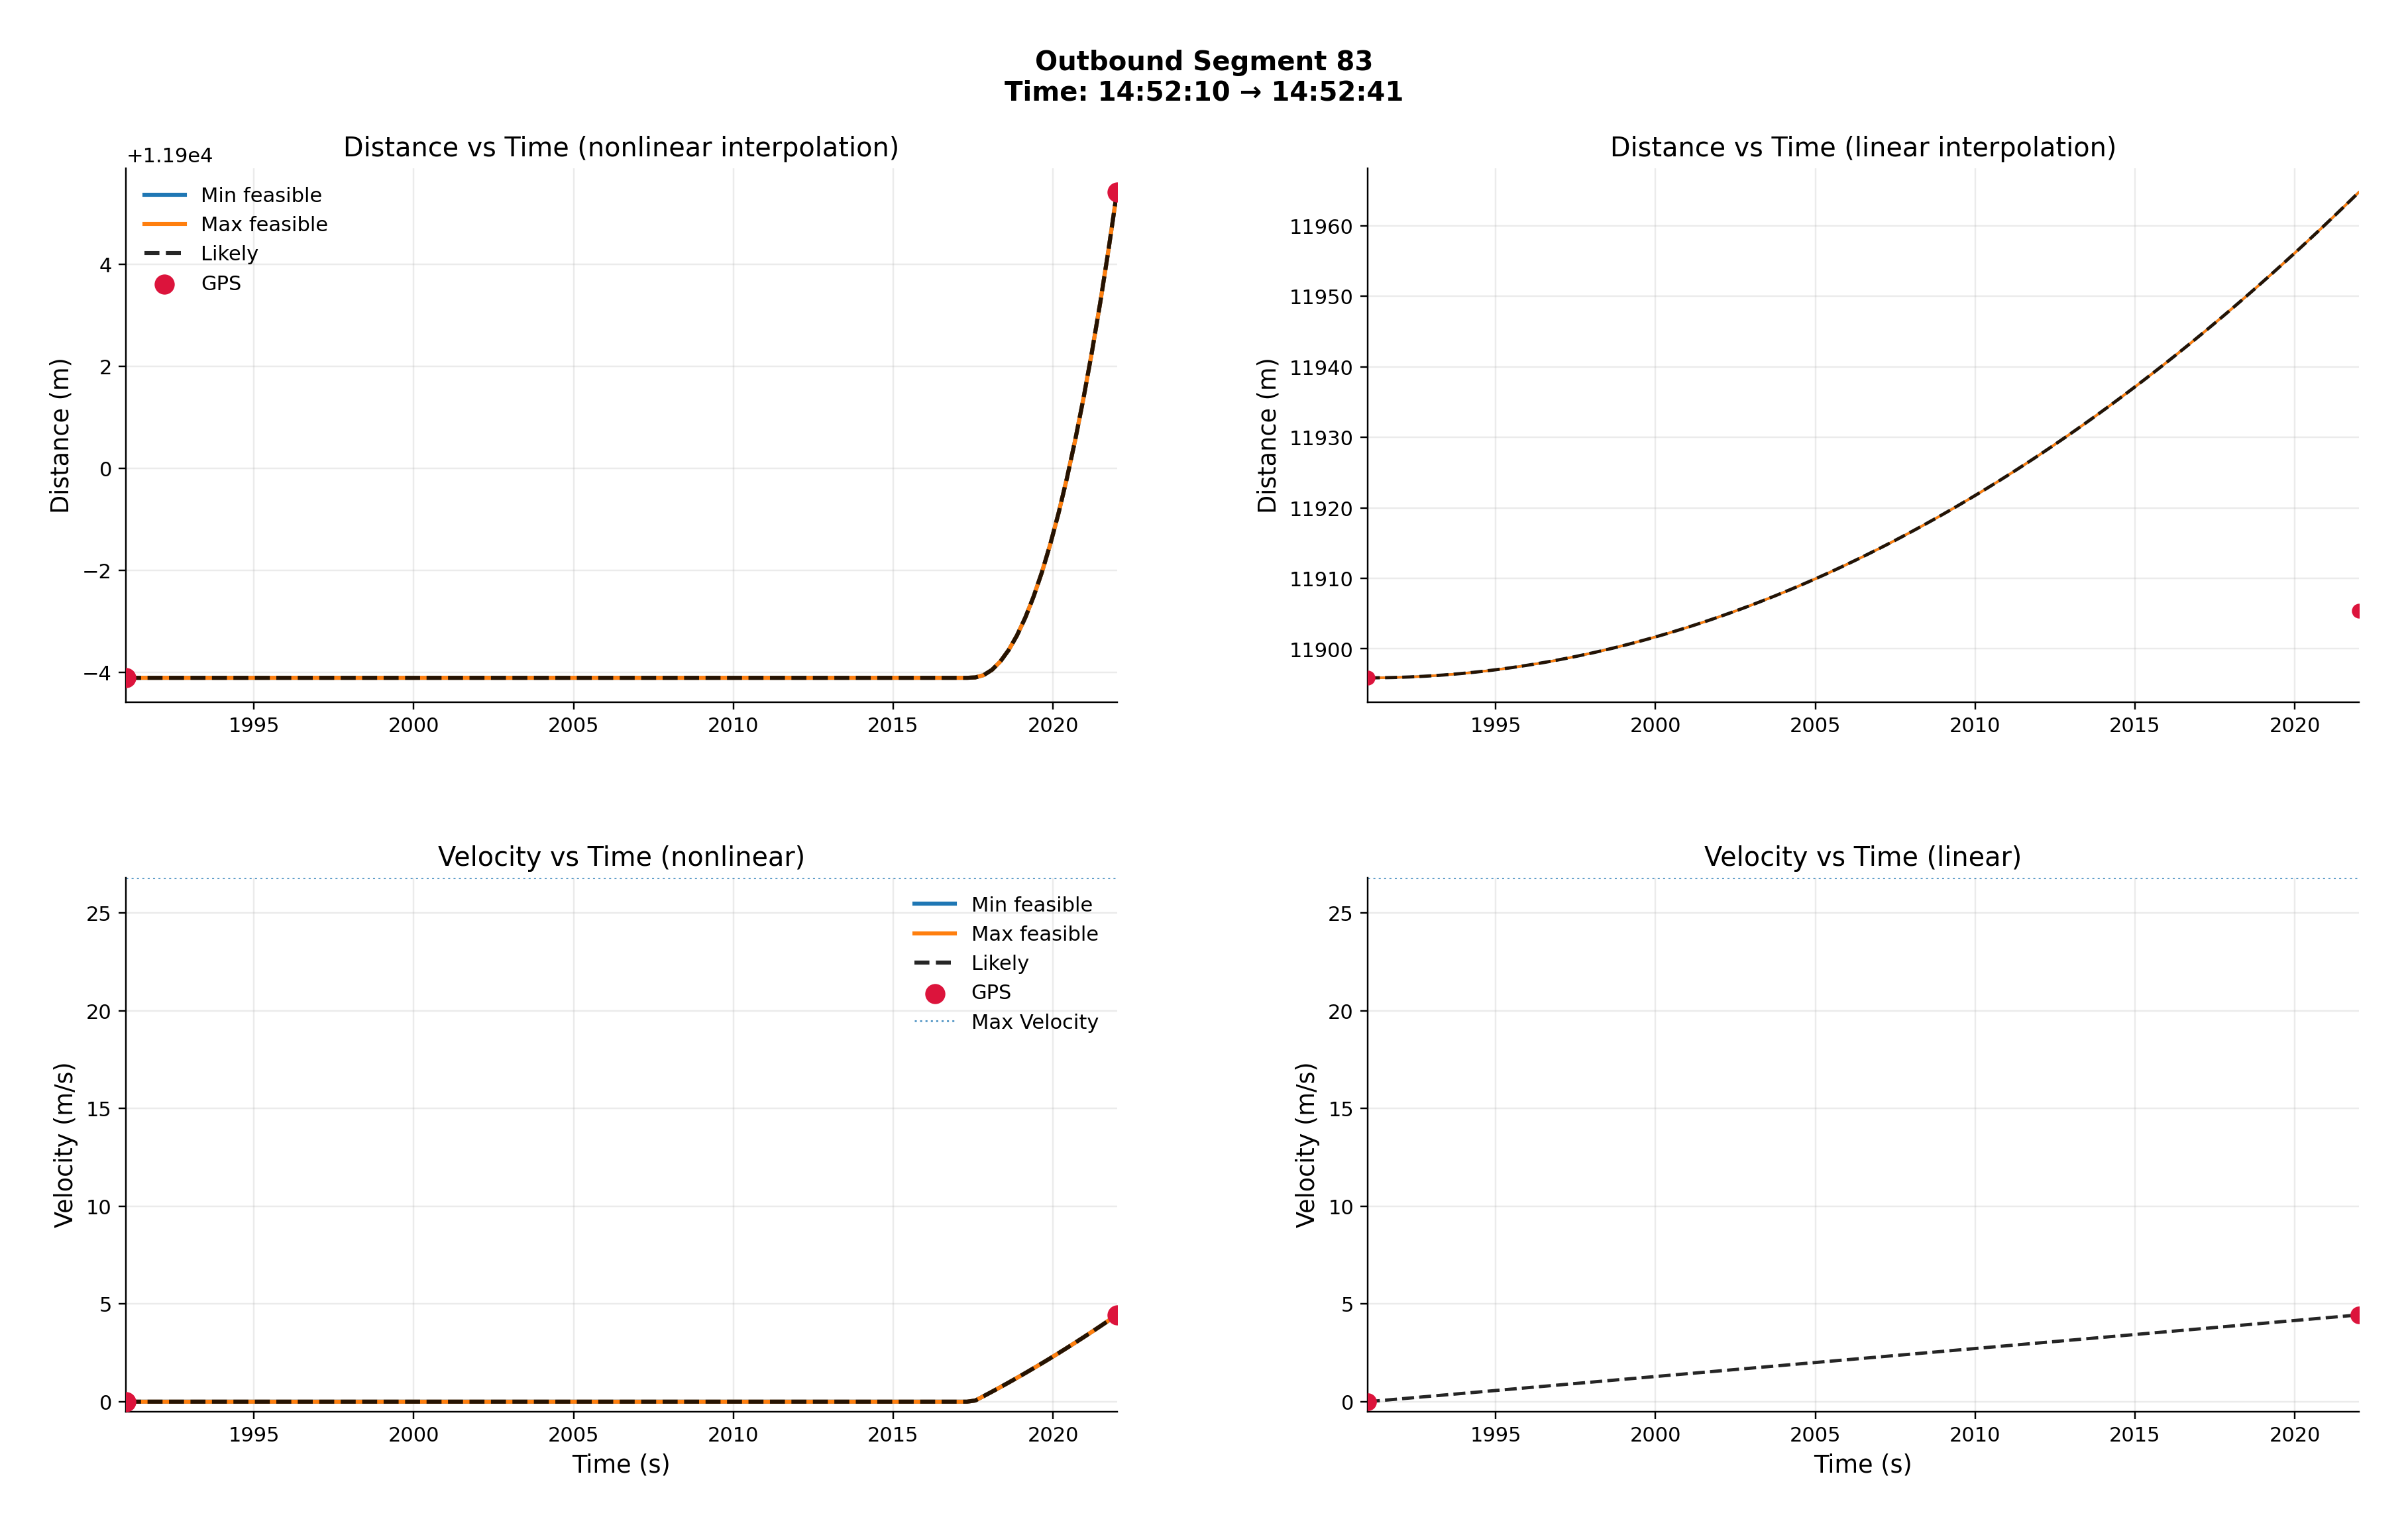 Outbound Segment 83
Time: 14:52:10 → 14:52:41
Distance vs Time (nonlinear interpolation)
+1.19e4
Min feasible
Max feasible
Likely
GPS
Distance (m)
4
2
0
−2
−4
1995 2000 2005 2010 2015 2020
Distance vs Time (linear interpolation)
Distance (m)
11960
11950
11940
11930
11920
11910
11900
1995 2000 2005 2010 2015 2020
Velocity vs Time (nonlinear)
Min feasible
Max feasible
Likely
GPS
Max Velocity
Velocity (m/s)
25
20
15
10
5
0
1995 2000 2005 2010 2015 2020
Time (s)
Velocity vs Time (linear)
Velocity (m/s)
25
20
15
10
5
0
1995 2000 2005 2010 2015 2020
Time (s)